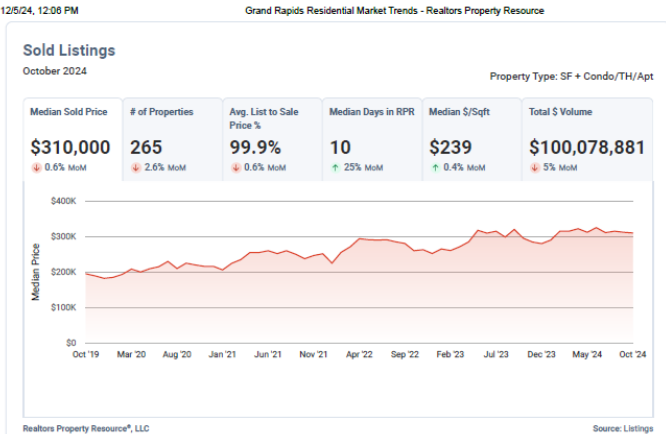 12/5/24, 12:06 PM Grand Rapids Residential Market Trends - Realtors Property Resource
Sold Listings
October 2024
Property Type: SF + Condo/TH/Apt
Median Sold Price
$310,000
0.6% MoM
# of Properties
265
2.6% MoM
Avg. List to Sale
Price %
99.9%
0.6% MoM
Median Days in RPR
10
25% MoM
Median $/Sqft
$239
0.4% MoM
Total $ Volume
$100,078,881
5% MoM
Median Price
$400K
$300K
$200K
$100K
$0
Oct '19 Mar '20 Aug '20 Jan '21 Jun '21 Nov '21 Apr '22 Sep '22 Feb '23 Jul '23 Dec '23 May '24 Oct '24
Realtors Property Resource®, LLC Source: Listings